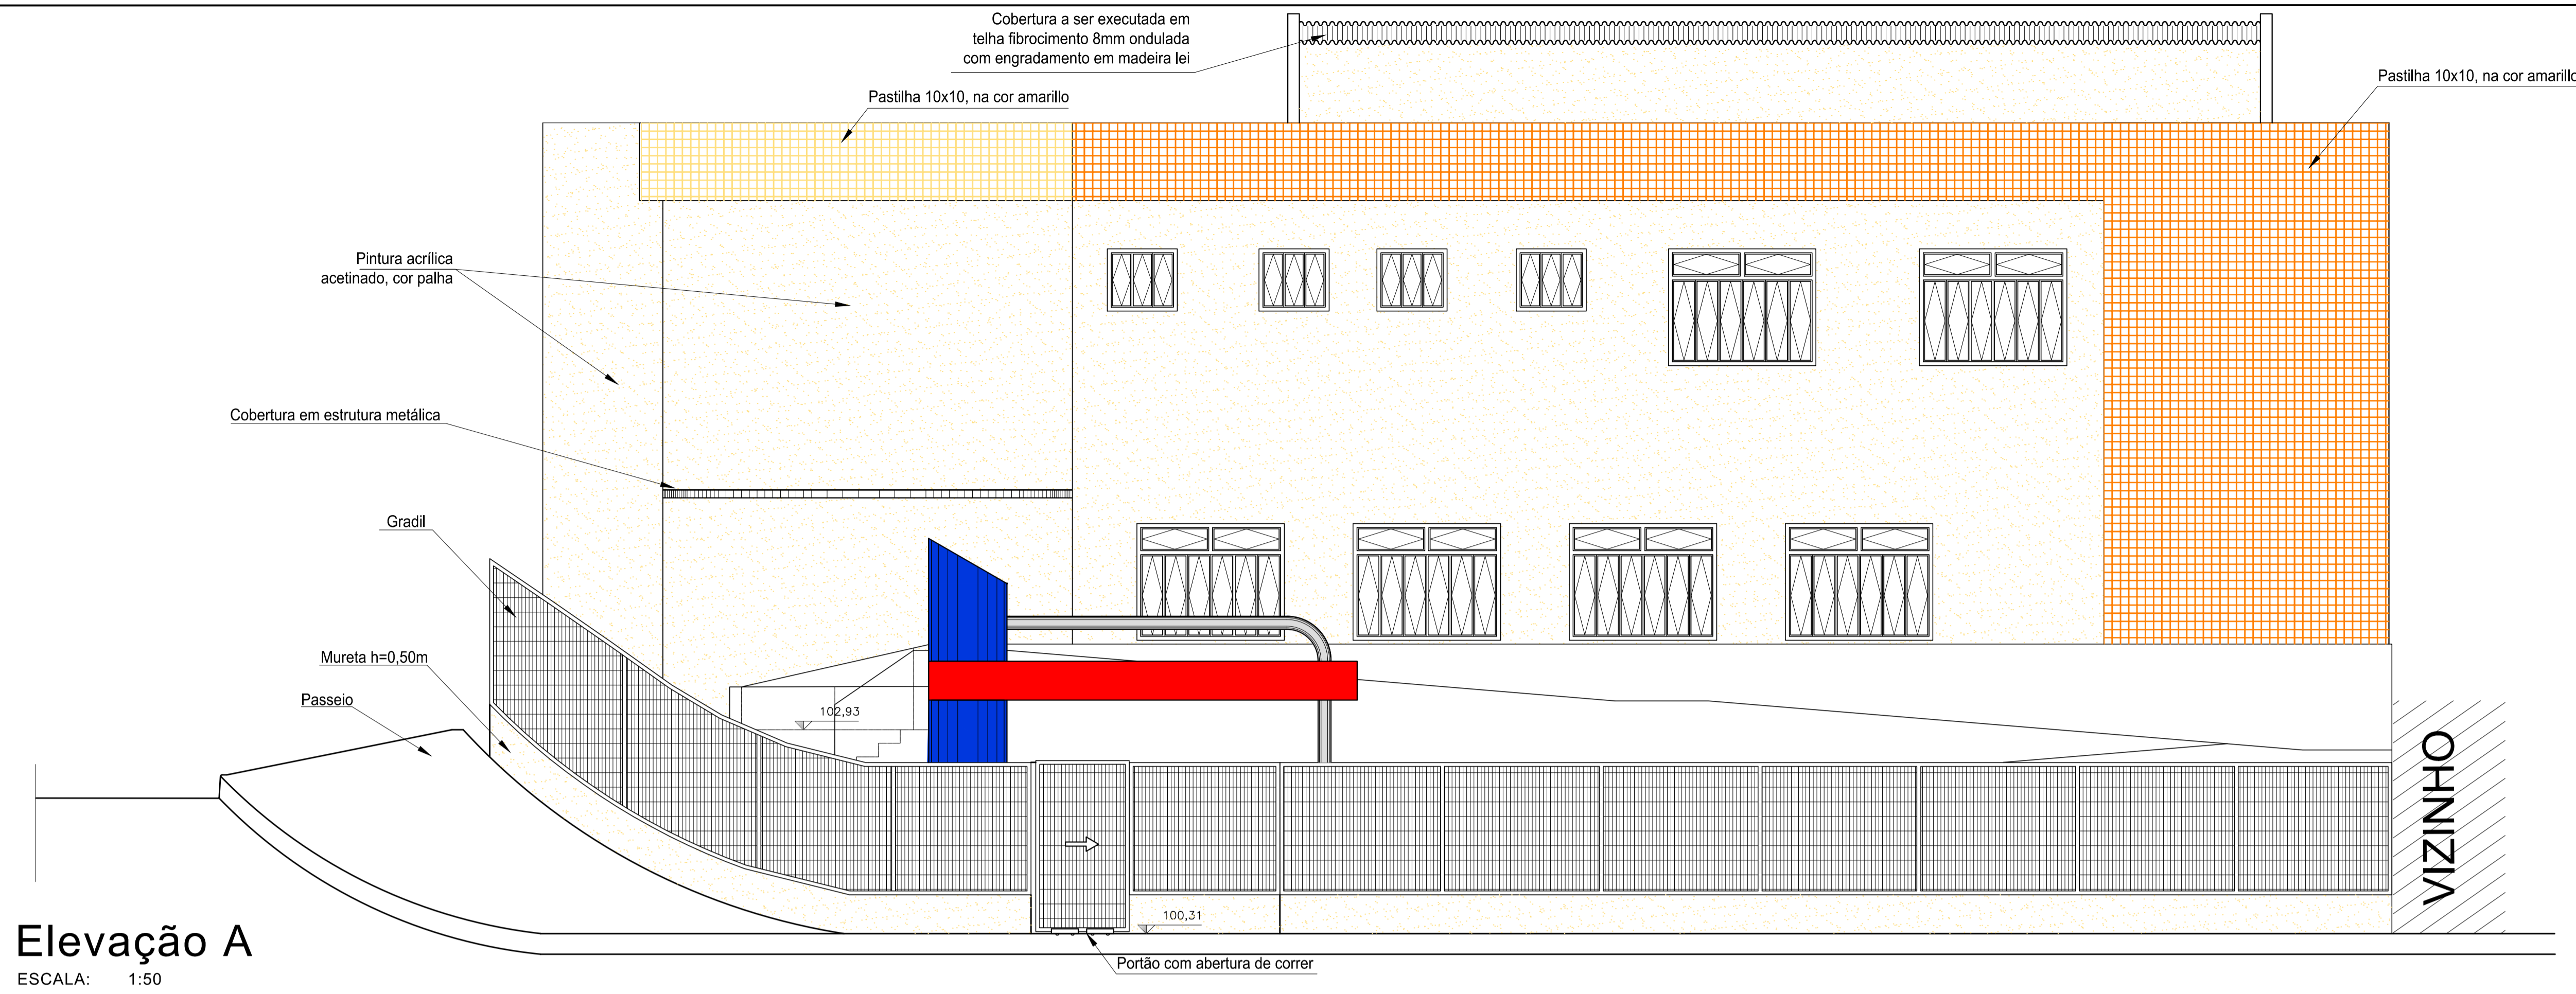 Cobertura a ser executada em
telha fibrocimento 8mm ondulada
com engradamento em madeira lei
Pastilha 10x10, na cor amarillo
Pastilha 10x10, na cor amarillo
Pintura acrílica
acetinado, cor palha
Cobertura em estrutura metálica
Gradil
Mureta h=0,50m
Passeio
102,93
VIZINHO
100,31
Portão com abertura de correr
Elevação A
ESCALA: 1:50